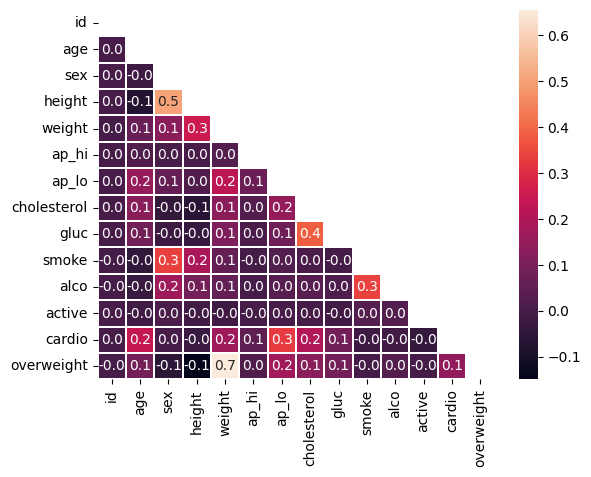 id
age 0.0
sex 0.0 -0.0
height 0.0 -0.1 0.5
weight -0.0 0.1 0.1 0.3
ap_hi 0.0 0.0 0.0 0.0 0.0
ap_lo -0.0 0.2 0.1 0.0 0.2 0.1
cholesterol 0.0 0.1 -0.0 -0.1 0.1 0.0 0.2
gluc 0.0 0.1 -0.0 -0.0 0.1 0.0 0.1 0.4
smoke -0.0 -0.0 0.3 0.2 0.1 -0.0 0.0 0.0 -0.0
alco 0.0 -0.0 0.2 0.1 0.1 0.0 0.0 0.0 0.0 0.3
active 0.0 -0.0 0.0 -0.0 -0.0 -0.0 -0.0 0.0 -0.0 0.0 0.0
cardio 0.0 0.2 0.0 -0.0 0.2 0.1 0.3 0.2 0.1 -0.0 -0.0 -0.0
overweight -0.0 0.1 -0.1 -0.1 0.7 0.0 0.2 0.1 0.1 -0.0 0.0 -0.0 0.1
id age sex height weight ap_hi ap_lo cholesterol gluc smoke alco active cardio overweight
0.6
0.5
0.4
0.3
0.2
0.1
0.0
−0.1